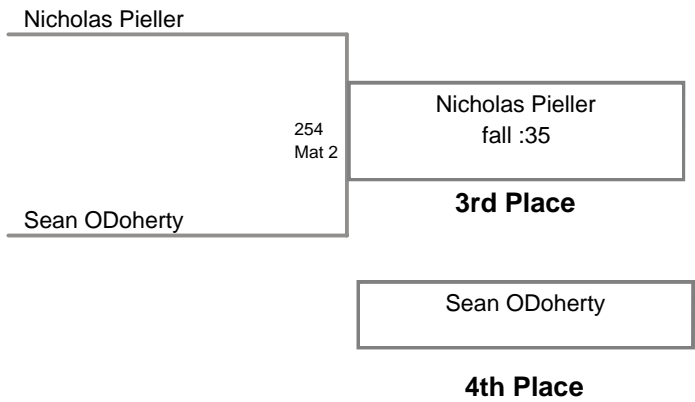 Nicholas Pieller
254
Mat 2
Nicholas Pieller
fall :35
3rd Place
Sean ODoherty
Sean ODoherty
4th Place